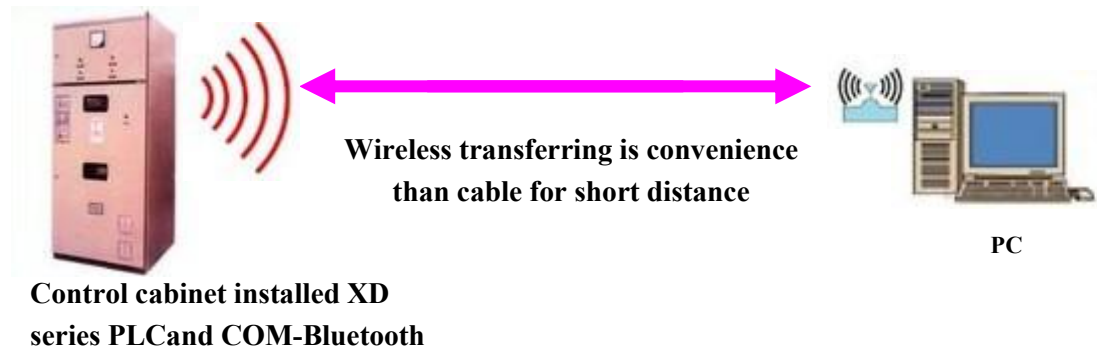 Wireless transferring is convenience
than cable for short distance
PC
Control cabinet installed XD
series PLCand COM-Bluetooth